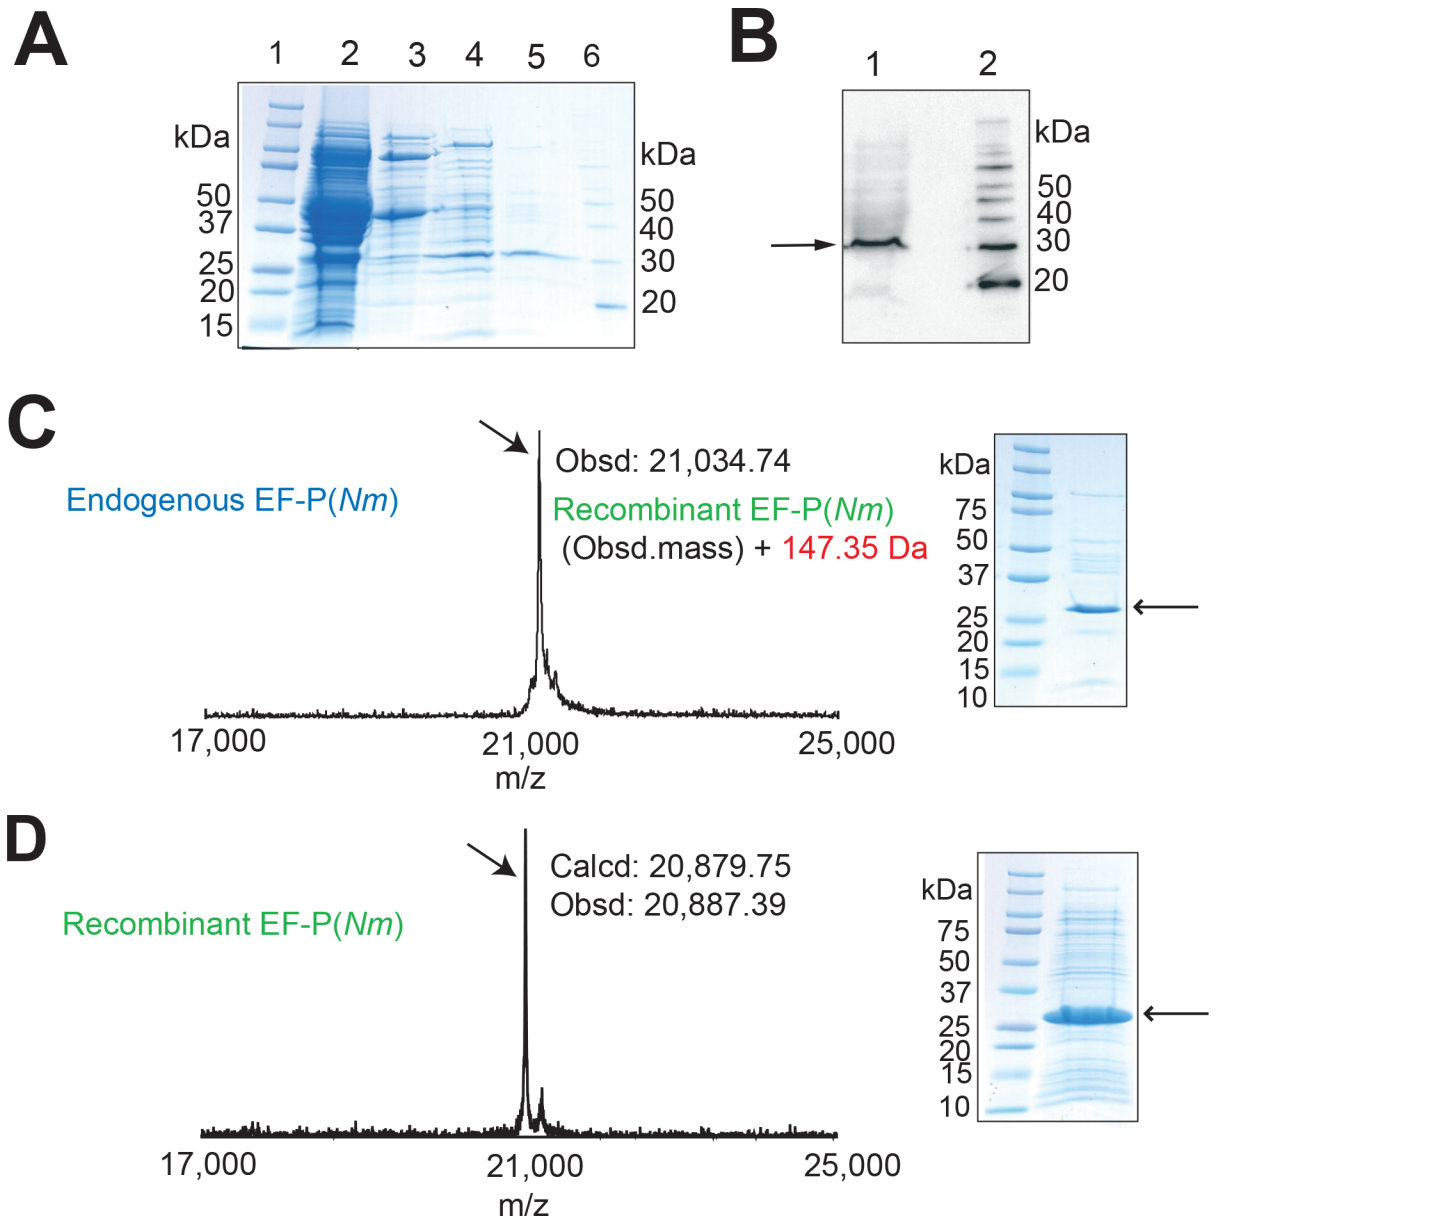 A
1 2 3 4 5 6
kDa
50
37
25
20
15
kDa
50
40
30
20
B
1 2
kDa
50
40
30
20
C
Endogenous EF-P(Nm)
Obsd: 21,034.74
Recombinant EF-P(Nm)
(Obsd.mass) + 147.35 Da
17,000 21,000 25,000
m/z
kDa
75
50
37
25
20
15
10
D
Recombinant EF-P(Nm)
Calcd: 20,879.75
Obsd: 20,887.39
17,000 21,000 25,000
m/z
kDa
75
50
37
25
20
15
10